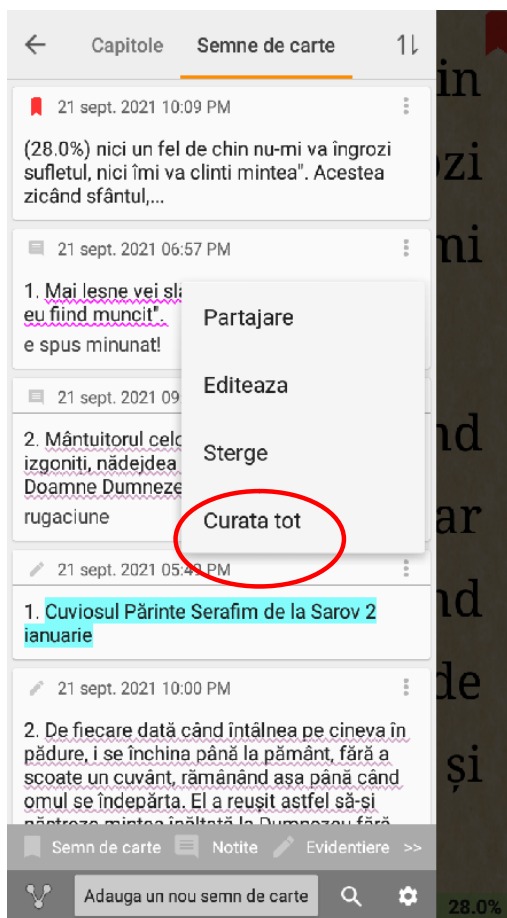 Capitole Semne de carte
21 sept. 2021 10:09 PM
(28.0%) nici un fel de chin nu-mi va îngrozi
sufletul, nici îmi va clinti mintea". Acestea
zicând sfântul,...
21 sept. 2021 06:57 PM
1. Mai lesne vei
eu fiind muncit".
e spus minunat!
21 sept. 2021 09
2. Mântuitorul
izgoniți, nădejdea
Doamne
rugaciune
Partajare
Editeaza
Sterge
Curata tot
21 sept. 2021 05:49 PM
1. Cuviosul Părinte Serafim de la Sarov 2
ianuarie
21 sept. 2021 10:00 PM
2. De fiecare dată când întâlnea pe cineva în
pădure, i se închina până la pământ, fără a
scoate un cuvânt, rămânând așa până când
omul se îndepărta. El a reușit astfel să-și
Semn de carte Notite Evidentiere >>
Adauga un nou semn de carte
in
ozi
mi
nd
ar
nd
de
și
28.0%